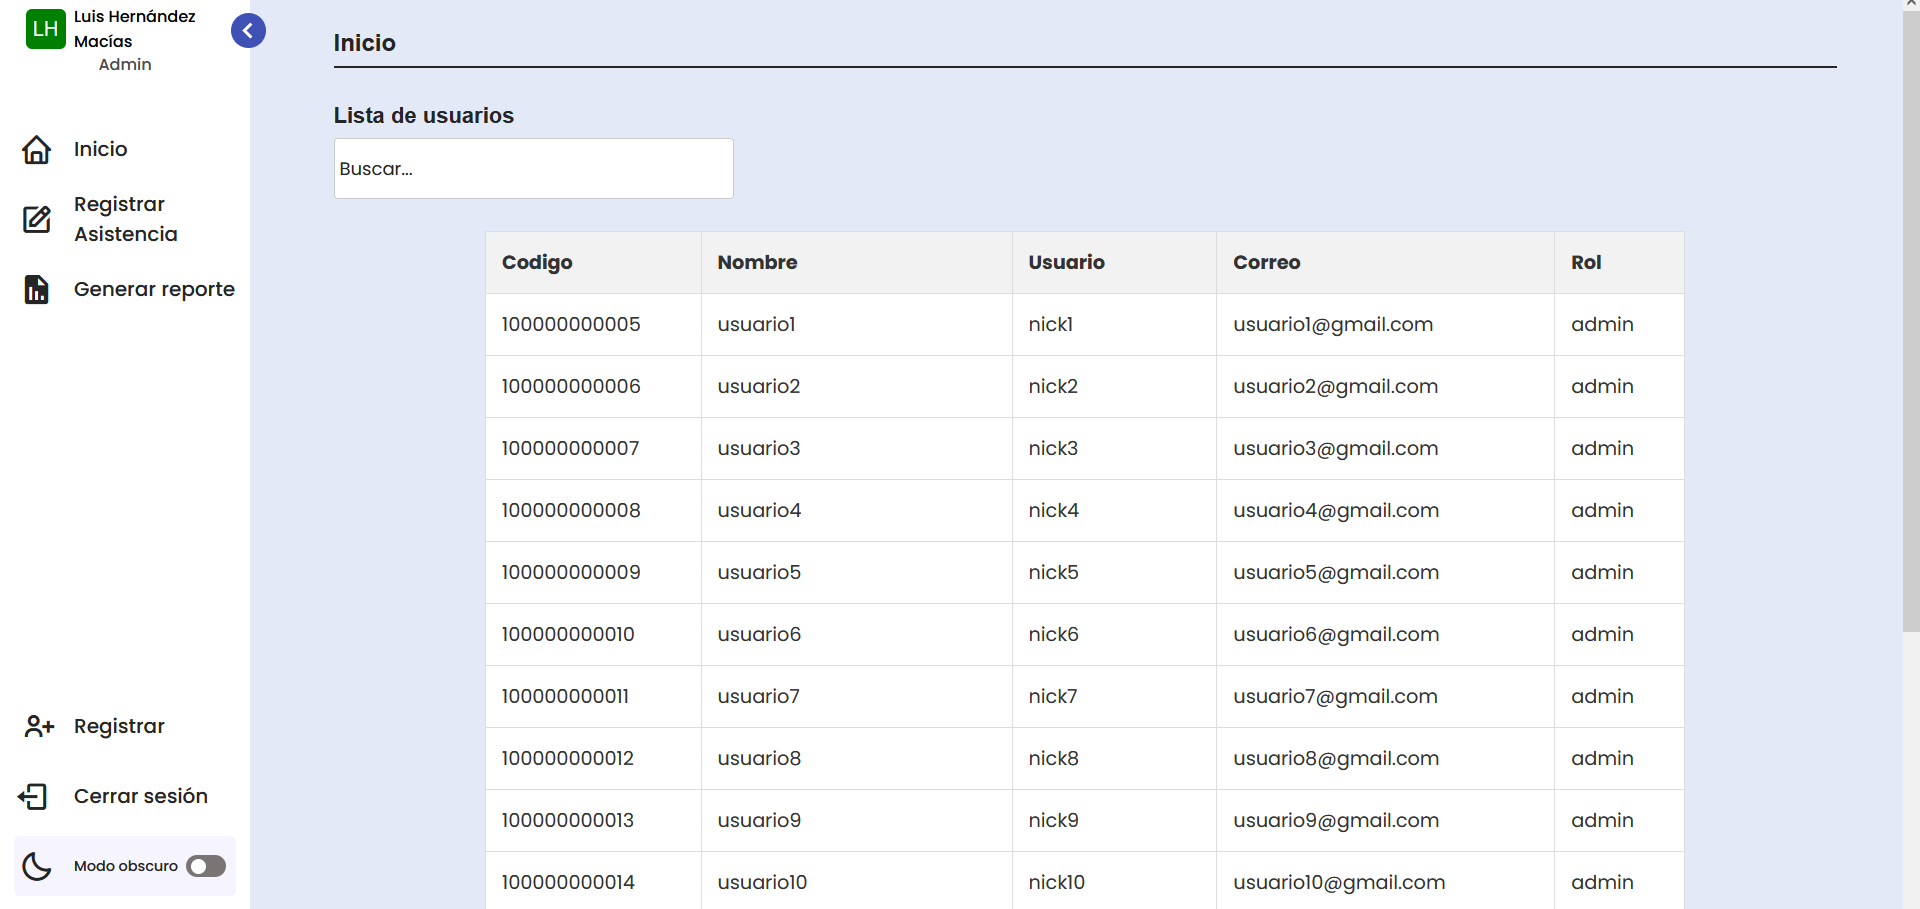 LH
Luis Hernández
Macías
Admin
Inicio
Registrar
Asistencia
Generar reporte
Registrar
Cerrar sesión
Modo obscuro
Inicio
Lista de usuarios
Buscar...
Codigo Nombre Usuario Correo Rol
100000000005 usuario1 nick1 usuario1@gmail.com admin
100000000006 usuario2 nick2 usuario2@gmail.com admin
100000000007 usuario3 nick3 usuario3@gmail.com admin
100000000008 usuario4 nick4 usuario4@gmail.com admin
100000000009 usuario5 nick5 usuario5@gmail.com admin
100000000010 usuario6 nick6 usuario6@gmail.com admin
100000000011 usuario7 nick7 usuario7@gmail.com admin
100000000012 usuario8 nick8 usuario8@gmail.com admin
100000000013 usuario9 nick9 usuario9@gmail.com admin
100000000014 usuario10 nick10 usuario10@gmail.com admin